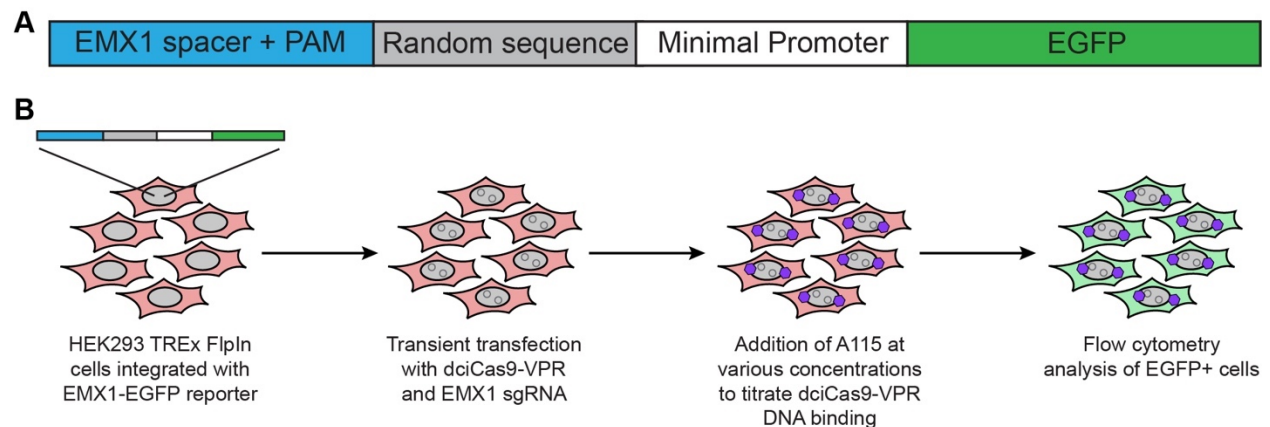 A
EMX1 spacer + PAM Random sequence Minimal Promoter EGFP
B
HEK293 TREx FlpIn
cells integrated with
EMX1-EGFP reporter
Transient transfection
with dciCas9-VPR
and EMX1 sgRNA
Addition of A115 at
various concentrations
to titrate dciCas9-VPR
DNA binding
Flow cytometry
analysis of EGFP+ cells